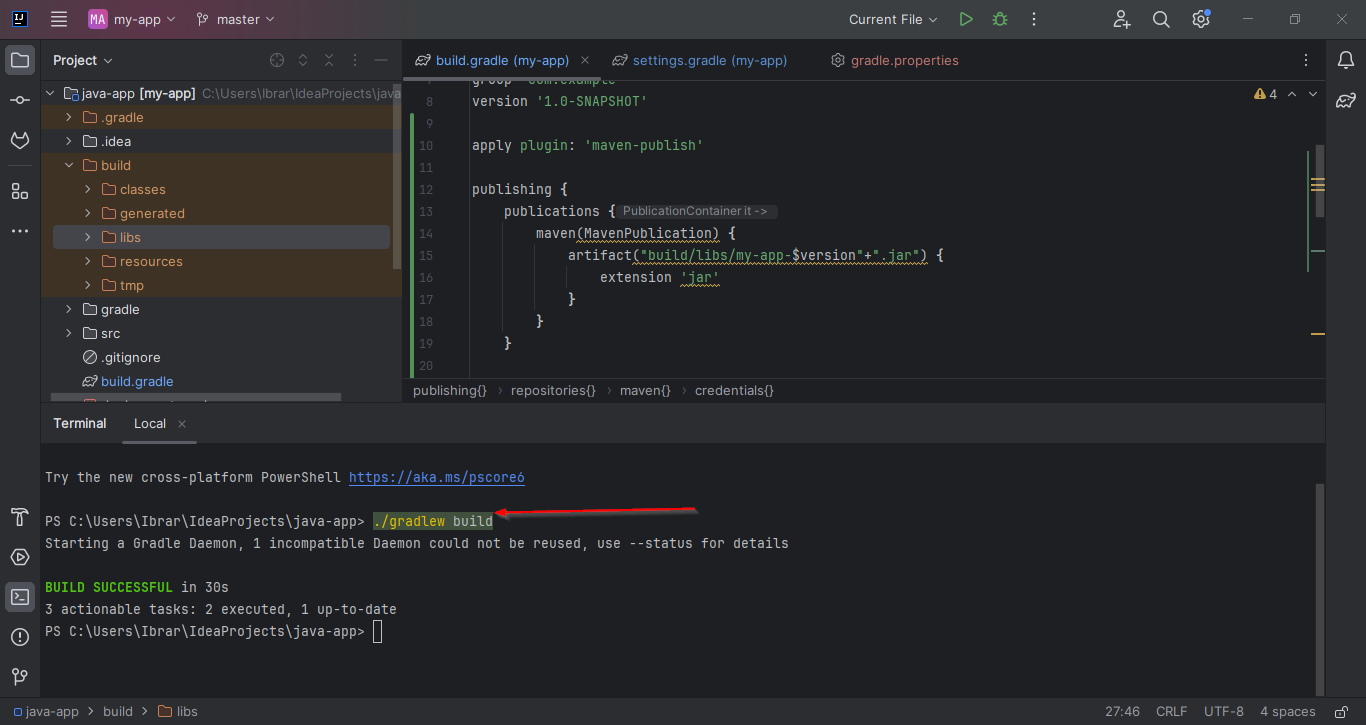 IJ
MA my-app
master
Current File
Project
java-app [my-app] C:\Users\Ibrar\IdeaProjects\java
.gradle
.idea
build
classes
generated
libs
resources
tmp
gradle
src
.gitignore
build.gradle
build.gradle (my-app)
settings.gradle (my-app)
gradle.properties
4
8 version '1.0-SNAPSHOT'
9
10 apply plugin: 'maven-publish'
11
12 publishing {
13 publications { PublicationContainer it ->
14 maven(MavenPublication) {
15 artifact("build/libs/my-app-$version"+".jar") {
16 extension 'jar'
17 }
18 }
19 }
20
publishing{} › repositories{} › maven{} › credentials{}
Terminal
Local
Try the new cross-platform PowerShell https://aka.ms/pscore6
PS C:\Users\Ibrar\IdeaProjects\java-app> ./gradlew build
Starting a Gradle Daemon, 1 incompatible Daemon could not be reused, use --status for details
BUILD SUCCESSFUL in 30s
3 actionable tasks: 2 executed, 1 up-to-date
PS C:\Users\Ibrar\IdeaProjects\java-app>
java-app > build > libs
27:46 CRLF UTF-8 4 spaces